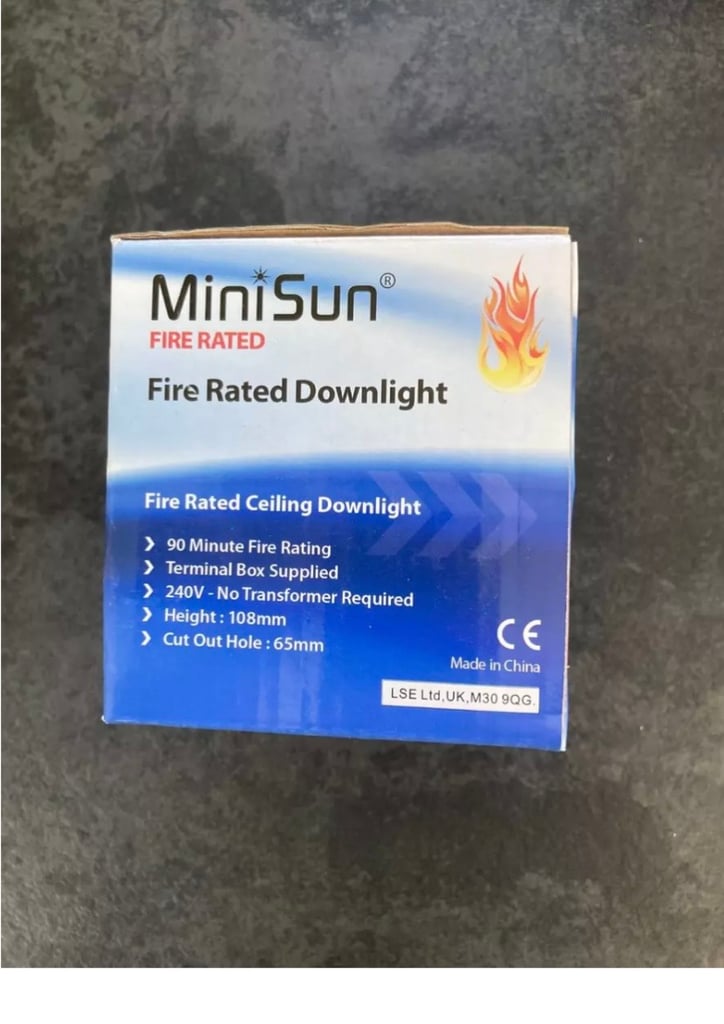 MiniSun®
FIRE RATED
Fire Rated Downlight
Fire Rated Ceiling Downlight
❯ 90 Minute Fire Rating
❯ Terminal Box Supplied
❯ 240V - No Transformer Required
❯ Height : 108mm
❯ Cut Out Hole : 65mm
CE
Made in China
LSE Ltd,UK,M30 9QG.